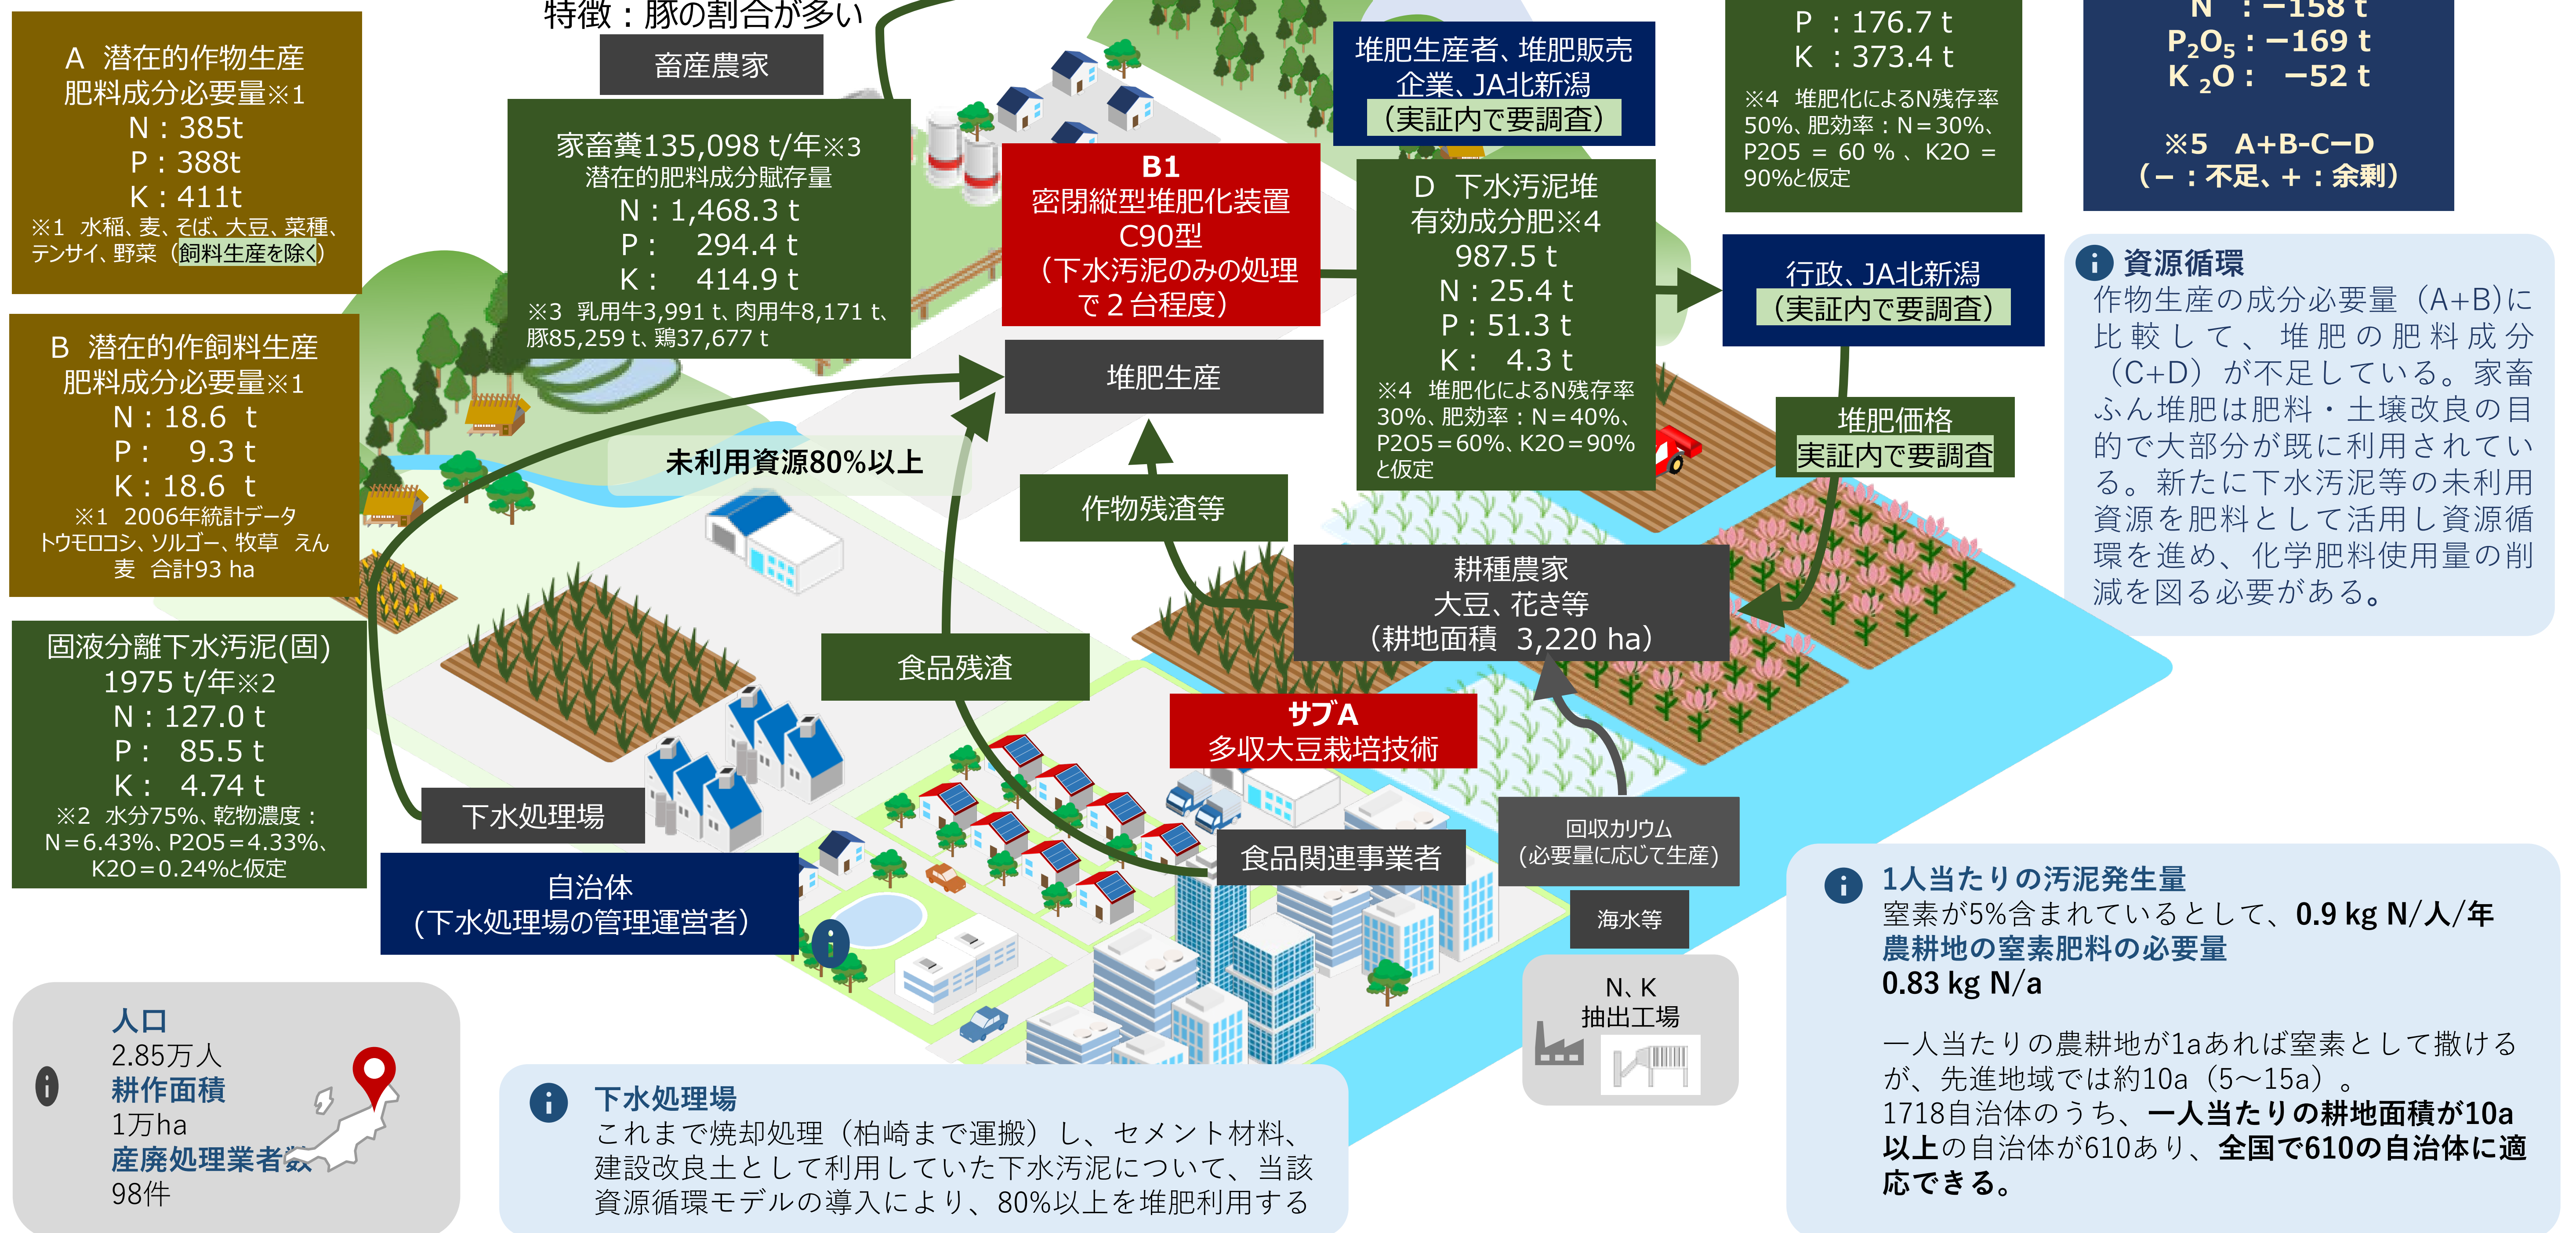 特徴：豚の割合が多い
畜産農家
A 潜在的作物生産
肥料成分必要量※1
N：385t
P：388t
K：411t
※1 水稲、麦、そば、大豆、菜種、
テンサイ、野菜（飼料生産を除く）
B 潜在的作飼料生産
肥料成分必要量※1
N：18.6 t
P： 9.3 t
K：18.6 t
※1 2006年統計データ
トウモロコシ、ソルゴー、牧草 えん
麦 合計93 ha
固液分離下水汚泥(固)
1975 t/年※2
N：127.0 t
P： 85.5 t
K： 4.74 t
※2 水分75%、乾物濃度：
N＝6.43%、P2O5＝4.33%、
K2O＝0.24%と仮定
家畜糞135,098 t/年※3
潜在的肥料成分賦存量
N：1,468.3 t
P： 294.4 t
K： 414.9 t
※3 乳用牛3,991 t、肉用牛8,171 t、
豚85,259 t、鶏37,677 t
B1
密閉縦型堆肥化装置
C90型
（下水汚泥のみの処理
で２台程度）
堆肥生産
未利用資源80%以上
作物残渣等
食品残渣
堆肥生産者、堆肥販売
企業、JA北新潟
（実証内で要調査）
D 下水汚泥堆
有効成分肥※4
987.5 t
N：25.4 t
P：51.3 t
K： 4.3 t
※4 堆肥化によるN残存率
30%、肥効率：N＝40%、
P2O5＝60%、K2O＝90%
と仮定
P ：176.7 t
K ：373.4 t
※4 堆肥化によるN残存率
50%、肥効率：N＝30%、
P2O5 ＝ 60 % 、K2O ＝
90%と仮定
N ：－158 t
P2O5：－169 t
K 2O： －52 t
※5 A+B-C－D
（－：不足、+：余剰）
行政、JA北新潟
（実証内で要調査）
堆肥価格
実証内で要調査
資源循環
作物生産の成分必要量（A+B)に
比較して、堆肥の肥料成分
（C+D）が不足している。家畜
ふん堆肥は肥料・土壌改良の目
的で大部分が既に利用されてい
る。新たに下水汚泥等の未利用
資源を肥料として活用し資源循
環を進め、化学肥料使用量の削
減を図る必要がある。
耕種農家
大豆、花き等
（耕地面積 3,220 ha）
サブA
多収大豆栽培技術
下水処理場
自治体
(下水処理場の管理運営者）
食品関連事業者
回収カリウム
(必要量に応じて生産)
海水等
N、K
抽出工場
人口
2.85万人
耕作面積
1万ha
産廃処理業者数
98件
下水処理場
これまで焼却処理（柏崎まで運搬）し、セメント材料、
建設改良土として利用していた下水汚泥について、当該
資源循環モデルの導入により、80%以上を堆肥利用する
1人当たりの汚泥発生量
窒素が5%含まれているとして、0.9 kg N/人/年
農耕地の窒素肥料の必要量
0.83 kg N/a
一人当たりの農耕地が1aあれば窒素として撒ける
が、先進地域では約10a（5～15a）。
1718自治体のうち、一人当たりの耕地面積が10a
以上の自治体が610あり、全国で610の自治体に適
応できる。